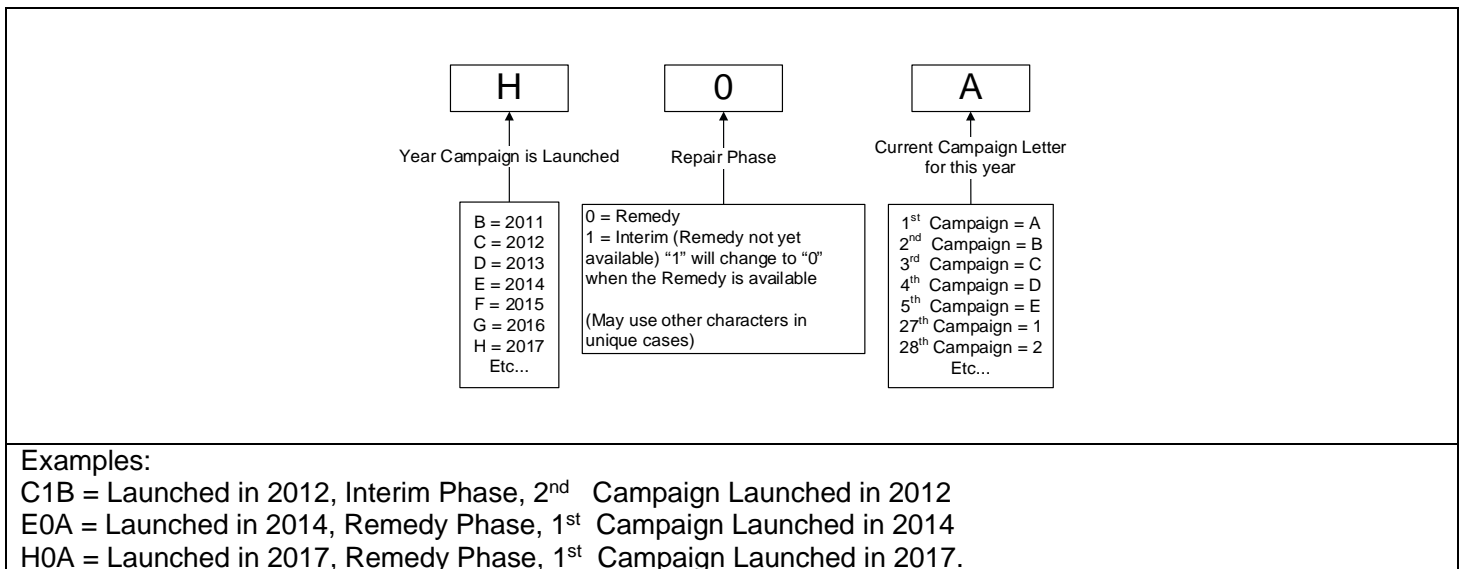 H
0
A
Year Campaign is Launched
Repair Phase
Current Campaign Letter
for this year
B = 2011
C = 2012
D = 2013
E = 2014
F = 2015
G = 2016
H = 2017
Etc...
0 = Remedy
1 = Interim (Remedy not yet
available) “1” will change to “0”
when the Remedy is available
(May use other characters in
unique cases)
1st Campaign = A
2nd Campaign = B
3rd Campaign = C
4th Campaign = D
5th Campaign = E
27th Campaign = 1
28th Campaign = 2
Etc...
Examples:
C1B = Launched in 2012, Interim Phase, 2nd Campaign Launched in 2012
E0A = Launched in 2014, Remedy Phase, 1st Campaign Launched in 2014
H0A = Launched in 2017, Remedy Phase, 1st Campaign Launched in 2017.